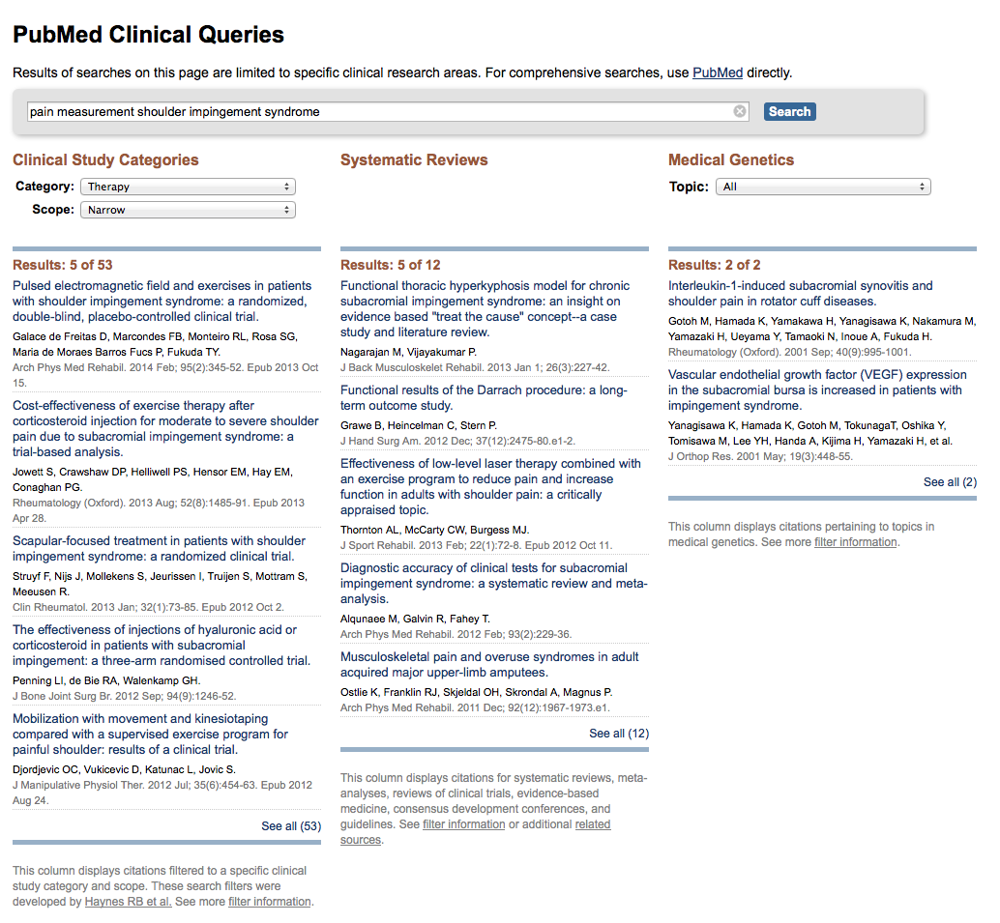 PubMed Clinical Queries
Results of searches on this page are limited to specific clinical research areas. For comprehensive searches, use PubMed directly.
pain measurement shoulder impingement syndrome
Search
Clinical Study Categories
Category: Therapy
Scope: Narrow
Results: 5 of 53
Pulsed electromagnetic field and exercises in patients
with shoulder impingement syndrome: a randomized,
double-blind, placebo-controlled clinical trial.
Galace de Freitas D, Marcondes FB, Monteiro RL, Rosa SG,
Maria de Moraes Barros Fucs P, Fukuda TY.
Arch Phys Med Rehabil. 2014 Feb; 95(2):345-52. Epub 2013 Oct
15.
Cost-effectiveness of exercise therapy after
corticosteroid injection for moderate to severe shoulder
pain due to subacromial impingement syndrome: a
trial-based analysis.
Jowett S, Crawshaw DP, Helliwell PS, Hensor EM, Hay EM,
Conaghan PG.
Rheumatology (Oxford). 2013 Aug; 52(8):1485-91. Epub 2013
Apr 28.
Scapular-focused treatment in patients with shoulder
impingement syndrome: a randomized clinical trial.
Struyf F, Nijs J, Mollekens S, Jeurissen I, Truijen S, Mottram S,
Meeusen R.
Clin Rheumatol. 2013 Jan; 32(1):73-85. Epub 2012 Oct 2.
The effectiveness of injections of hyaluronic acid or
corticosteroid in patients with subacromial
impingement: a three-arm randomised controlled trial.
Penning LI, de Bie RA, Walenkamp GH.
J Bone Joint Surg Br. 2012 Sep; 94(9):1246-52.
Mobilization with movement and kinesiotaping
compared with a supervised exercise program for
painful shoulder: results of a clinical trial.
Djordjevic OC, Vukicevic D, Katunac L, Jovic S.
J Manipulative Physiol Ther. 2012 Jul; 35(6):454-63. Epub 2012
Aug 24.
See all (53)
This column displays citations filtered to a specific clinical
study category and scope. These search filters were
developed by Haynes RB et al. See more filter information.
Systematic Reviews
Results: 5 of 12
Functional thoracic hyperkyphosis model for chronic
subacromial impingement syndrome: an insight on
evidence based "treat the cause" concept--a case
study and literature review.
Nagarajan M, Vijayakumar P.
J Back Musculoskelet Rehabil. 2013 Jan 1; 26(3):227-42.
Functional results of the Darrach procedure: a long-
term outcome study.
Grawe B, Heincelman C, Stern P.
J Hand Surg Am. 2012 Dec; 37(12):2475-80.e1-2.
Effectiveness of low-level laser therapy combined with
an exercise program to reduce pain and increase
function in adults with shoulder pain: a critically
appraised topic.
Thornton AL, McCarty CW, Burgess MJ.
J Sport Rehabil. 2013 Feb; 22(1):72-8. Epub 2012 Oct 11.
Diagnostic accuracy of clinical tests for subacromial
impingement syndrome: a systematic review and meta-
analysis.
Alqunaee M, Galvin R, Fahey T.
Arch Phys Med Rehabil. 2012 Feb; 93(2):229-36.
Musculoskeletal pain and overuse syndromes in adult
acquired major upper-limb amputees.
Ostlie K, Franklin RJ, Skjeldal OH, Skrondal A, Magnus P.
Arch Phys Med Rehabil. 2011 Dec; 92(12):1967-1973.e1.
See all (12)
This column displays citations for systematic reviews, meta-
analyses, reviews of clinical trials, evidence-based
medicine, consensus development conferences, and
guidelines. See filter information or additional related
sources.
Medical Genetics
Topic: All
Results: 2 of 2
Interleukin-1-induced subacromial synovitis and
shoulder pain in rotator cuff diseases.
Gotoh M, Hamada K, Yamakawa H, Yanagisawa K, Nakamura M,
Yamazaki H, Ueyama Y, Tamaoki N, Inoue A, Fukuda H.
Rheumatology (Oxford). 2001 Sep; 40(9):995-1001.
Vascular endothelial growth factor (VEGF) expression
in the subacromial bursa is increased in patients with
impingement syndrome.
Yanagisawa K, Hamada K, Gotoh M, TokunagaT, Oshika Y,
Tomisawa M, Lee YH, Handa A, Kijima H, Yamazaki H, et al.
J Orthop Res. 2001 May; 19(3):448-55.
See all (2)
This column displays citations pertaining to topics in
medical genetics. See more filter information.